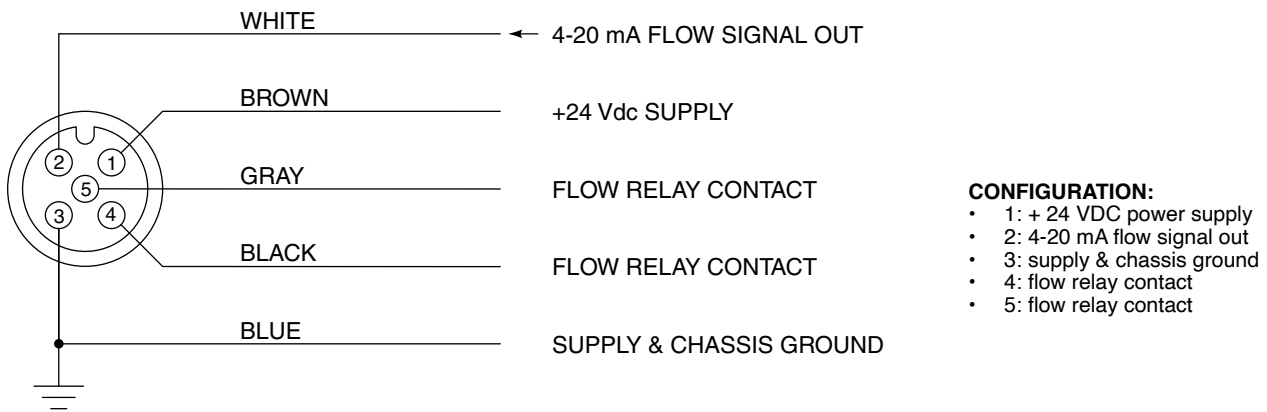 WHITE
4-20 mA FLOW SIGNAL OUT
BROWN
+24 Vdc SUPPLY
2
1
5
3
4
GRAY
FLOW RELAY CONTACT
BLACK
FLOW RELAY CONTACT
BLUE
SUPPLY & CHASSIS GROUND
CONFIGURATION:
• 1: + 24 VDC power supply
• 2: 4-20 mA flow signal out
• 3: supply & chassis ground
• 4: flow relay contact
• 5: flow relay contact